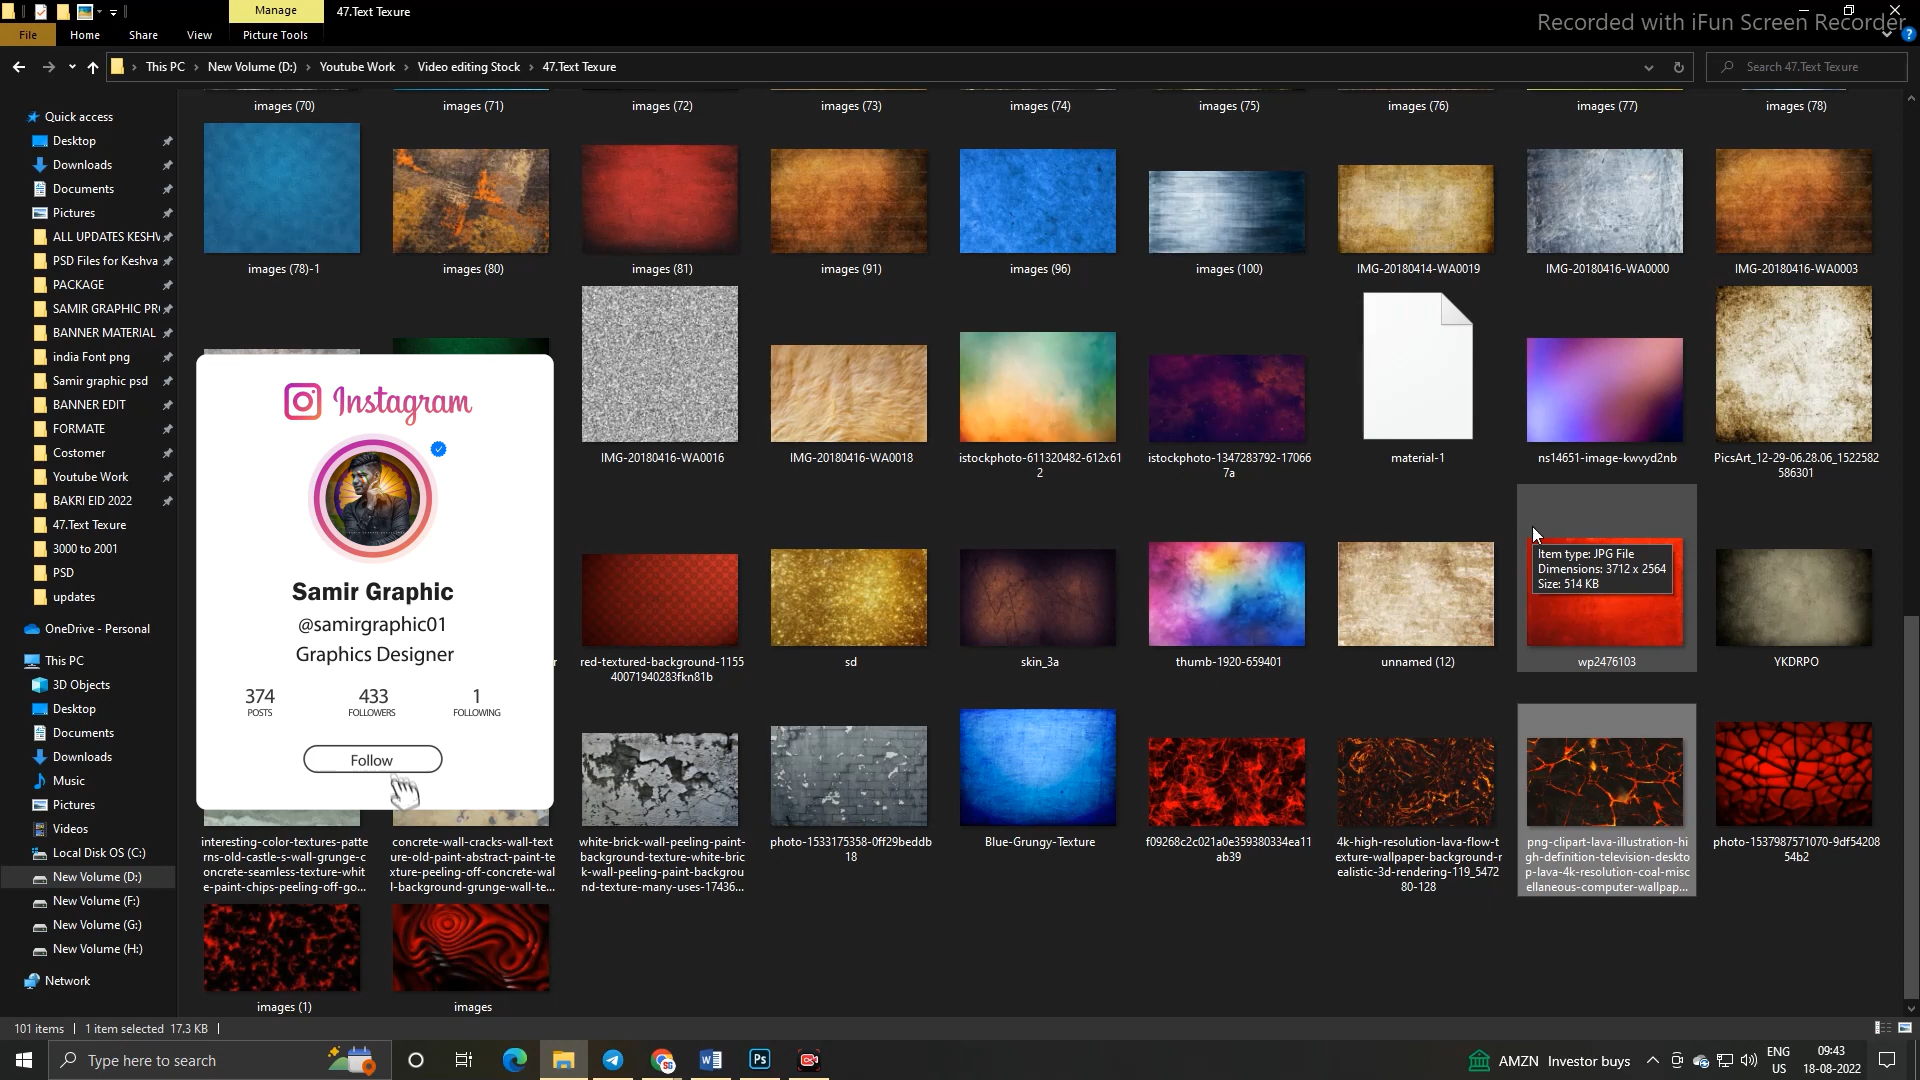 Manage
47.Text Texure
Recorded with iFun Screen Recorder
File
Home
Share
View
Picture Tools
This PC
New Volume (D:)
Youtube Work
Video editing Stock
47.Text Texure
Search 47.Text Texure
Quick access
Desktop
Downloads
Documents
Pictures
ALL UPDATES KESHV
PSD Files for Keshva
PACKAGE
SAMIR GRAPHIC PR
BANNER MATERIAL
india Font png
Samir graphic psd
BANNER EDIT
FORMATE
Costomer
Youtube Work
BAKRI EID 2022
47.Text Texure
3000 to 2001
PSD
updates
OneDrive - Personal
This PC
3D Objects
Desktop
Documents
Downloads
Music
Pictures
Videos
Local Disk OS (C:)
New Volume (D:)
New Volume (F:)
New Volume (G:)
New Volume (H:)
Network
images (70)
images (71)
images (72)
images (73)
images (74)
images (75)
images (76)
images (77)
images (78)
images (78)-1
images (80)
images (81)
images (91)
images (96)
images (100)
IMG-20180414-WA0019
IMG-20180416-WA0000
IMG-20180416-WA0003
IMG-20180416-WA0016
IMG-20180416-WA0018
istockphoto-611320482-612x61
2
istockphoto-1347283792-17066
7a
material-1
ns14651-image-kwvyd2nb
PicsArt_12-29-06.28.06_1522582
586301
Instagram
Samir Graphic
@samirgraphic01
Graphics Designer
374
POSTS
433
FOLLOWERS
1
FOLLOWING
Follow
red-textured-background-1155
40071940283fkn81b
sd
skin_3a
thumb-1920-659401
unnamed (12)
Item type: JPG File
Dimensions: 3712 x 2564
Size: 514 KB
wp2476103
YKDRPO
interesting-color-textures-patte
rns-old-castle-s-wall-grunge-c
oncrete-seamless-texture-whit
e-paint-chips-peeling-off-go...
concrete-wall-cracks-wall-text
ure-old-paint-abstract-paint-te
xture-peeling-off-concrete-wal
l-background-grunge-wall-te...
white-brick-wall-peeling-paint-
background-texture-white-bric
k-wall-peeling-paint-backgroun
nd-texture-many-uses-17436...
photo-1533175358-0ff29beddb
18
Blue-Grungy-Texture
f09268c2c021a0e359380334ea11
ab39
4k-high-resolution-lava-flow-t
exture-wallpaper-background-r
ealistic-3d-rendering-119_5472
80-128
png-clipart-lava-illustration-hi
gh-definition-television-deskto
p-lava-4k-resolution-coal-misc
ellaneous-computer-wallpap...
photo-1537987571070-9df54208
54b2
images (1)
images
101 items
1 item selected 17.3 KB
Type here to search
AMZN Investor buys
ENG
US
09:43
18-08-2022